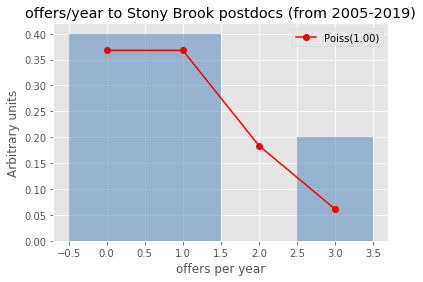 offers/year to Stony Brook postdocs (from 2005-2019)
Poiss(1.00)
0.40
0.35
0.30
0.25
0.20
0.15
0.10
0.05
0.00
Arbitrary units
-0.5 0.0 0.5 1.0 1.5 2.0 2.5 3.0 3.5
offers per year